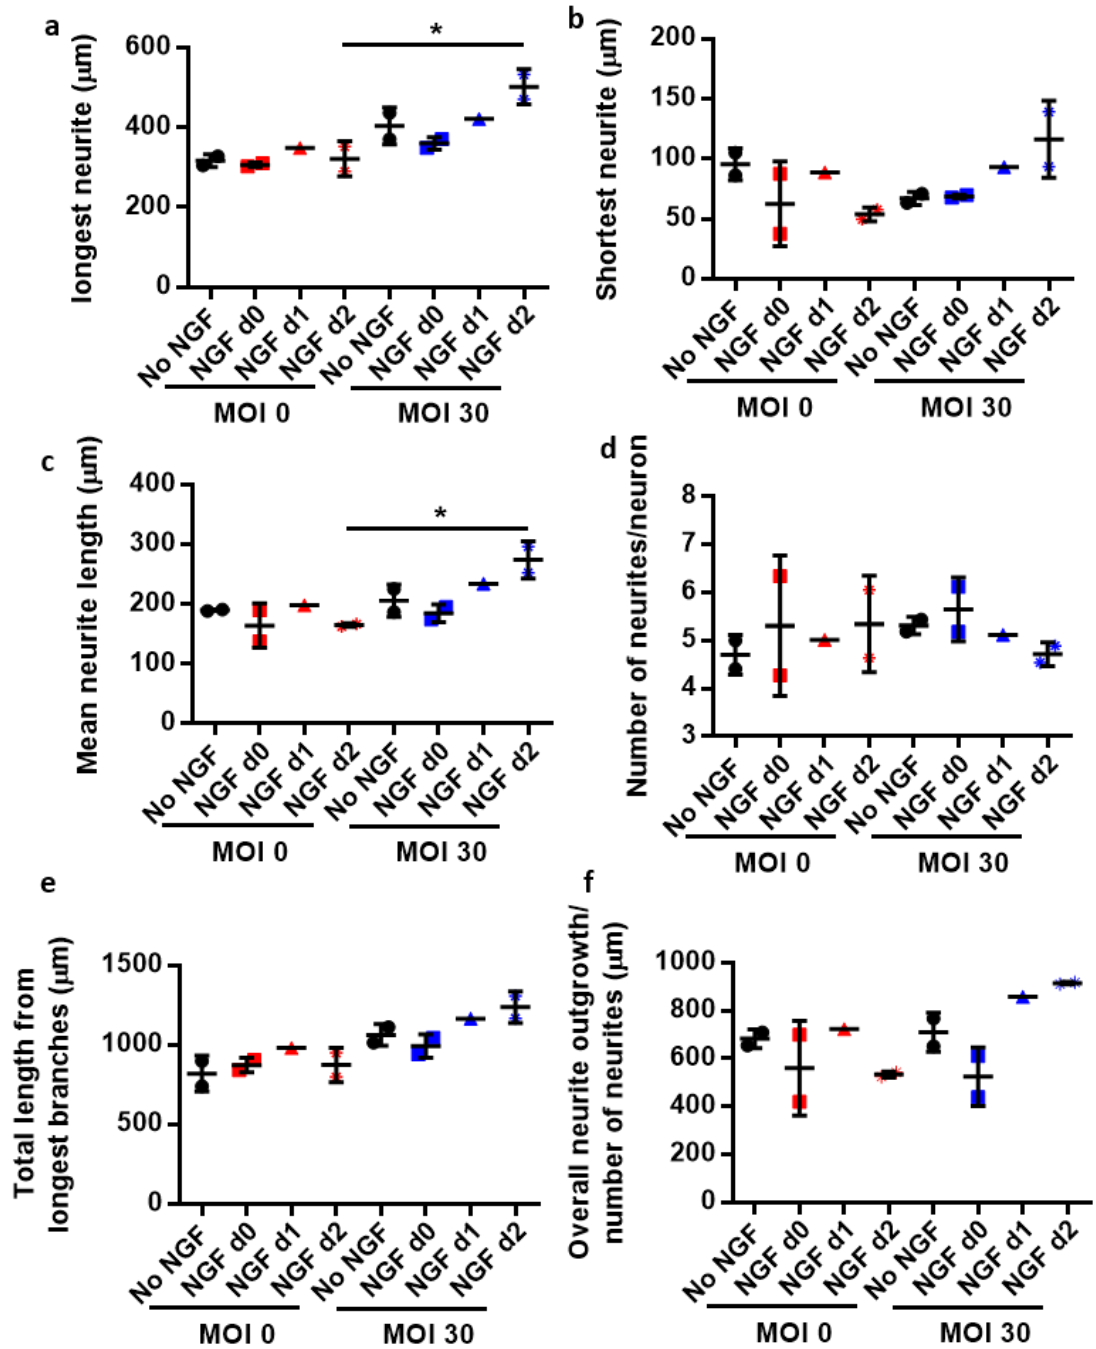 a
longest neurite (μm)
600
400
200
0
*
No NGF
NGF d0
NGF d1
NGF d2
No NGF
NGF d0
NGF d1
NGF d2
MOI 0
MOI 30
b
Shortest neurite (μm)
200
150
100
50
0
No NGF
NGF d0
NGF d1
NGF d2
No NGF
NGF d0
NGF d1
NGF d2
MOI 0
MOI 30
c
Mean neurite length (μm)
400
300
200
100
0
*
No NGF
NGF d0
NGF d1
NGF d2
No NGF
NGF d0
NGF d1
NGF d2
MOI 0
MOI 30
d
Number of neurites/neuron
8
7
6
5
4
3
No NGF
NGF d0
NGF d1
NGF d2
No NGF
NGF d0
NGF d1
NGF d2
MOI 0
MOI 30
e
Total length from
longest branches (μm)
1500
1000
500
0
No NGF
NGF d0
NGF d1
NGF d2
No NGF
NGF d0
NGF d1
NGF d2
MOI 0
MOI 30
f
Overall neurite outgrowth/
number of neurites (μm)
1000
800
600
400
200
0
No NGF
NGF d0
NGF d1
NGF d2
No NGF
NGF d0
NGF d1
NGF d2
MOI 0
MOI 30